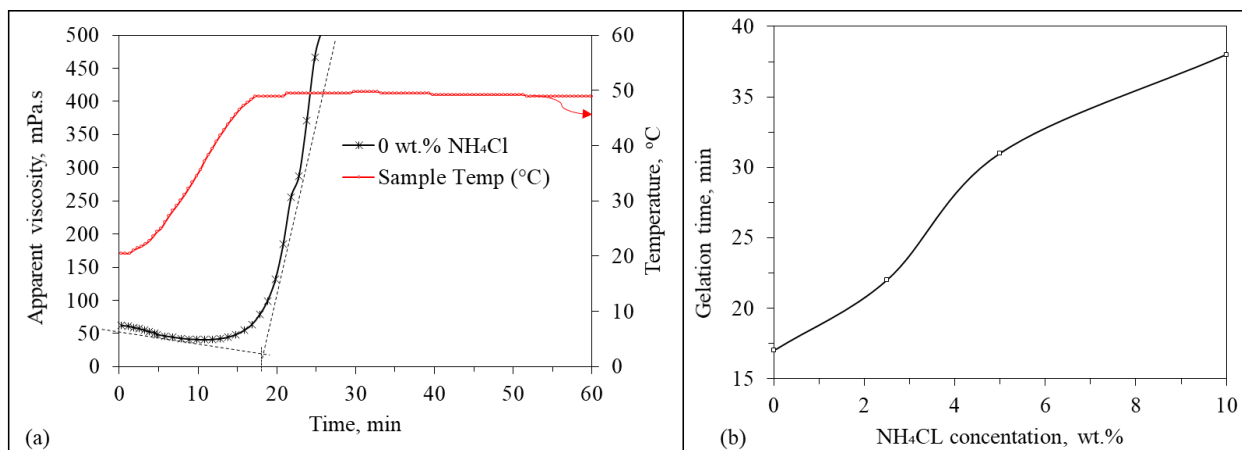 500
450
400
350
300
250
200
150
100
50
0
Apparent viscosity, mPa.s
0 wt.% NH₄Cl
Sample Temp (°C)
60
50
40
30
20
10
0
Temperature, °C
0 10 20 30 40 50 60
Time, min
(a)
40
35
30
25
20
15
Gelation time, min
0 2 4 6 8 10
NH₄CL concentation, wt.%
(b)